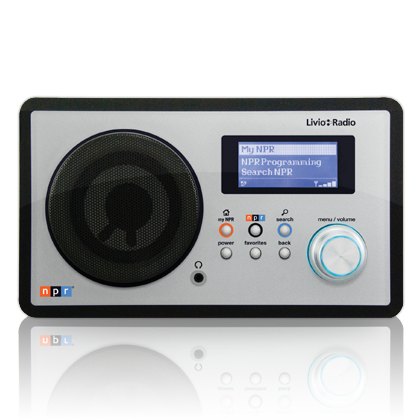 Livio Radio
My NPR
NPR Programming
Search NPR
my NPR
npr
search
menu / volume
power
favorites
back
npr